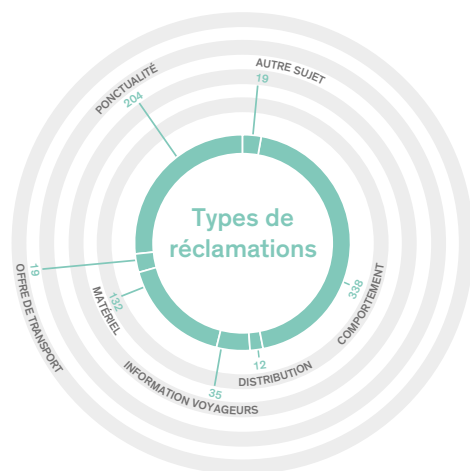 Types de
réclamations
AUTRE SUJET
19
COMPORTEMENT
338
DISTRIBUTION
12
INFORMATION VOYAGEURS
35
MATÉRIEL
132
OFFRE DE TRANSPORT
19
PONCTUALITÉ
204